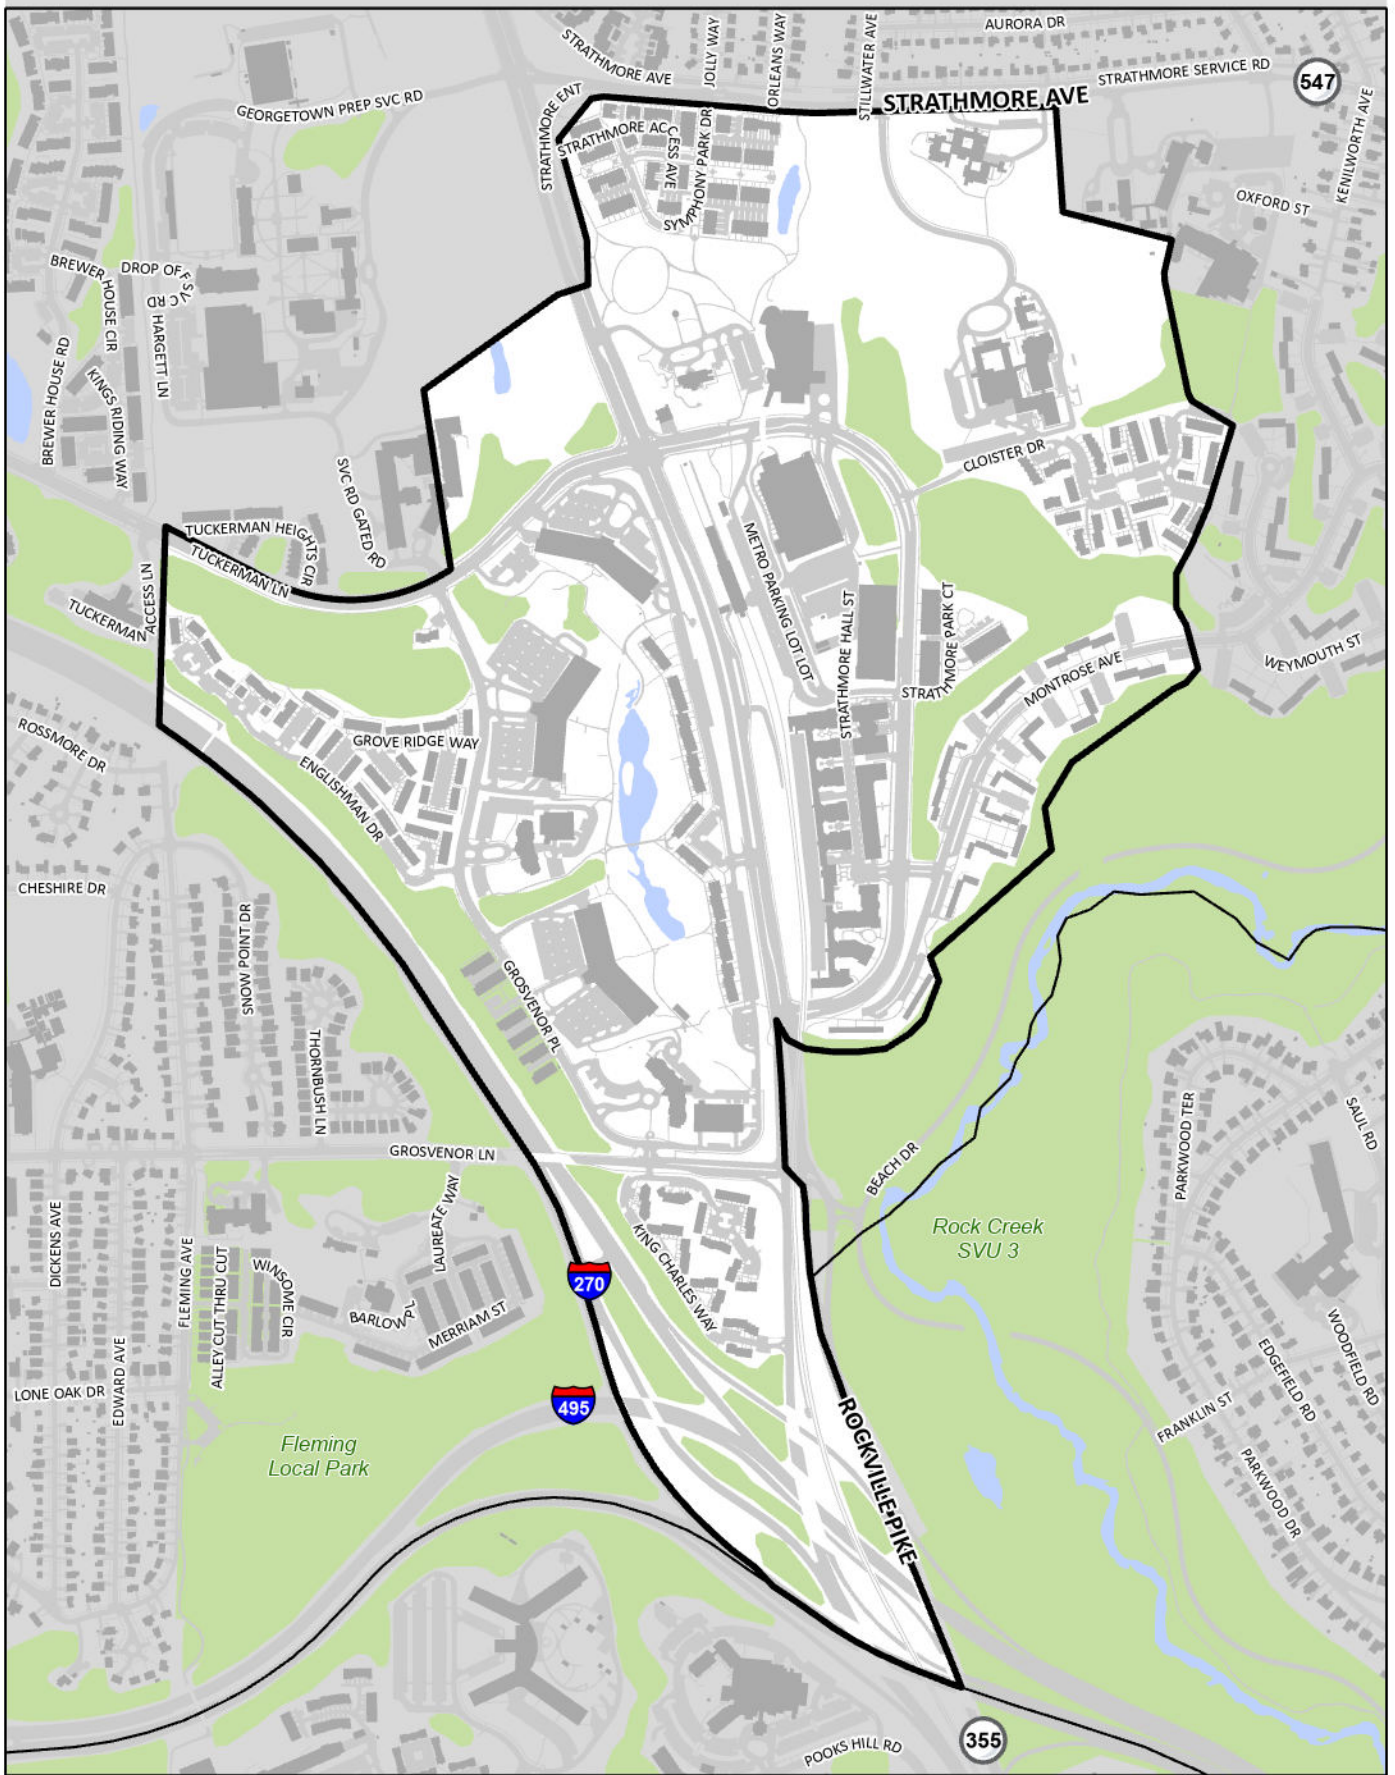 AURORA DR
STRATHMORE AVE
JOLLY WAY
ORLEANS WAY
STILLWATER AVE
STRATHMORE SERVICE RD
547
KENILWORTH AVE
GEORGETOWN PREP SVC RD
STRATHMORE ENT
STRATHMORE AVE
STRATHMORE ACCESS AVE
SYMPHONY PARK DR
OXFORD ST
BREWER HOUSE CIR
DROP OFF SVC RD
HARGETT LN
BREWER HOUSE RD
KINGS RIDING WAY
SVC RD GATED RD
CLOISTER DR
TUCKERMAN HEIGHTS CIR
TUCKERMAN LN
METRO PARKING LOT LOT
TUCKERMAN
ACCESS LN
STRATHMORE HALL ST
STRATHMORE PARK CT
WEYMOUTH ST
MONTROSE AVE
ROSSMORE DR
GROVE RIDGE WAY
ENGLISHMAN DR
CHESHIRE DR
SNOW POINT DR
GROSVENOR PL
THORNBUSH LN
PARKWOOD TER
SAUL RD
GROSVENOR LN
BEACH DR
DICKENS AVE
LAUREATE WAY
Rock Creek
SVU 3
FLEMING AVE
ALLEY CUT THRU CUT
WINSOME CIR
KING CHARLES WAY
270
BARLOW PL
MERRIAM ST
WOODFIELD RD
EDGEFIELD RD
LONE OAK DR
EDWARD AVE
495
FRANKLIN ST
ROCKVILLE PIKE
Fleming
Local Park
PARKWOOD DR
355
POOKS HILL RD